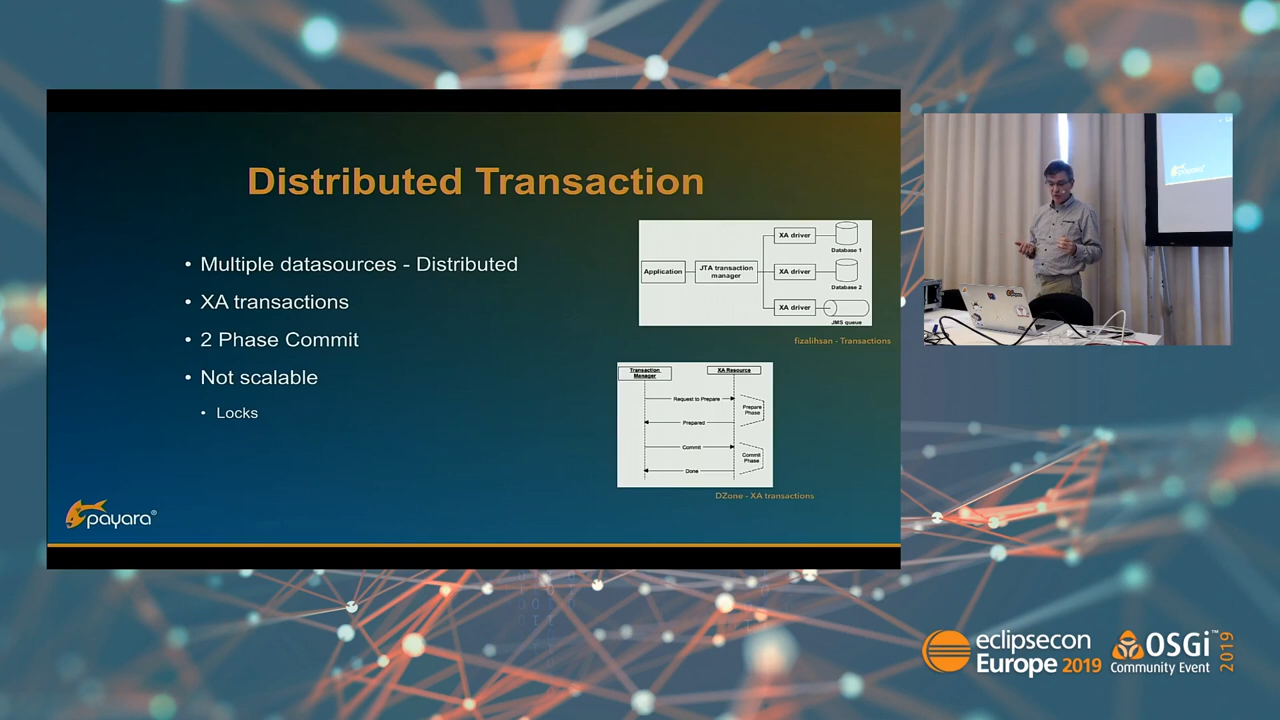 Distributed Transaction
• Multiple datasources - Distributed
• XA transactions
• 2 Phase Commit
• Not scalable
• Locks
Application
JTA transaction
manager
XA driver
Database 1
XA driver
Database 2
XA driver
JMS queue
fizalihsan - Transactions
Transaction
Manager
XA Resource
Request to Prepare
Prepare
Phase
Prepared
Commit
Commit
Phase
Done
DZone - XA transactions
payara®
payara
eclipsecon
Europe 2019
OSGi™
Community Event
2019